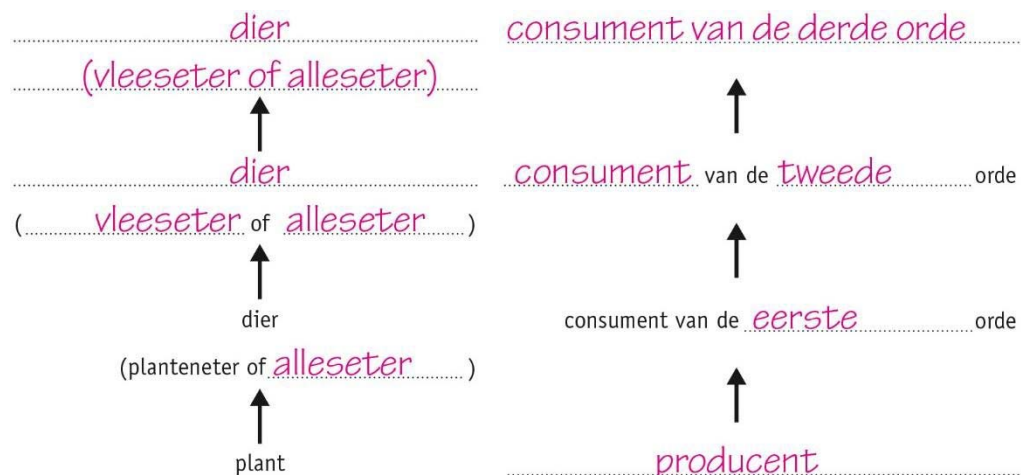 dier
(vleeseter of alleseter)
dier
( vleeseter of alleseter )
dier
(planteneter of alleseter )
plant
consument van de derde orde
consument van de tweede orde
consument van de eerste orde
producent